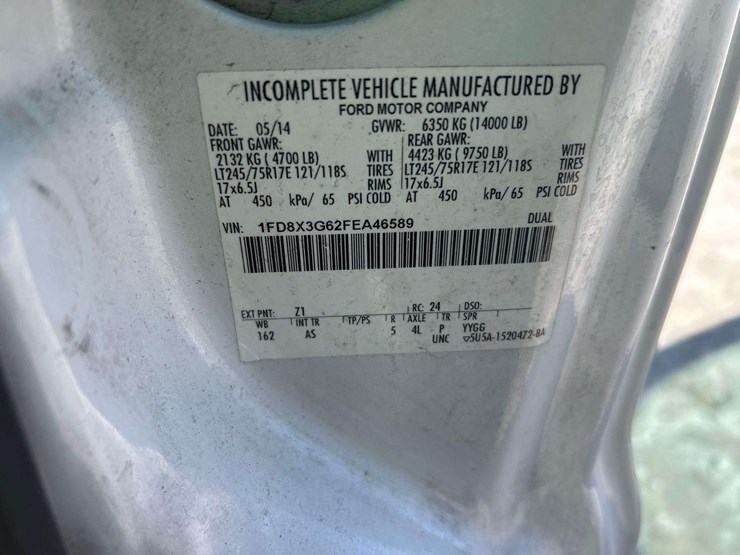 INCOMPLETE VEHICLE MANUFACTURED BY
FORD MOTOR COMPANY
DATE: 05/14 GVWR: 6350 KG (14000 LB)
FRONT GAWR: REAR GAWR:
2132 KG ( 4700 LB) WITH 4423 KG ( 9750 LB) WITH
LT245/75R17E 121/118S TIRES LT245/75R17E 121/118S TIRES
17x6.5J RIMS 17x6.5J RIMS
AT 450 kPa/ 65 PSI COLD AT 450 kPa/ 65 PSI COLD
VIN: 1FD8X3G62FEA46589 DUAL
EXT PNT: Z1 RC: 24 DSO:
WB INT TR TP/PS R AXLE TR SPR
162 AS 5 4L P YYGG
UNC 5U5A-1520472-BA